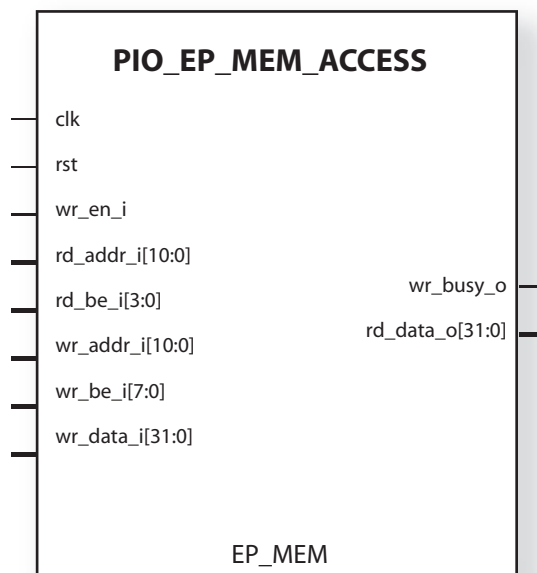 PIO_EP_MEM_ACCESS
clk
rst
wr_en_i
rd_addr_i[10:0]
rd_be_i[3:0]
wr_addr_i[10:0]
wr_be_i[7:0]
wr_data_i[31:0]
wr_busy_o
rd_data_o[31:0]
EP_MEM